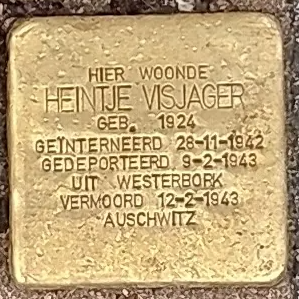 HIER WOONDE
HEINTJE VISJAGER
GEB. 1924
GEÏNTERNEERD 26-11-1942
GEDEPORTEERD 9-2-1943
UIT WESTERBORK
VERMOORD 12-2-1943
AUSCHWITZ